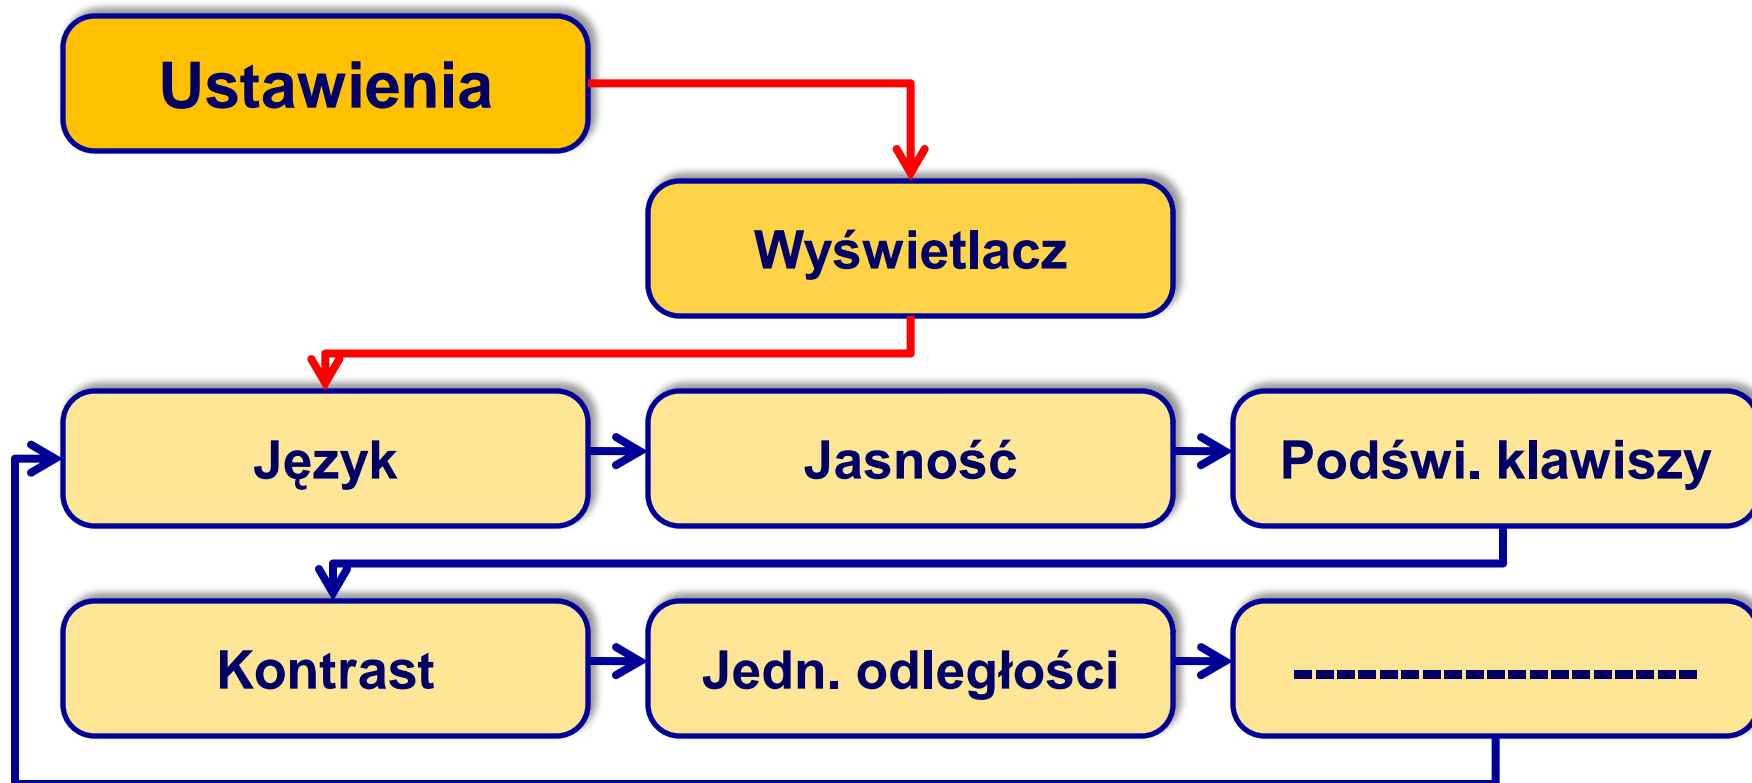 Ustawienia
Wyświetlacz
Język
Jasność
Podświ. klawiszy
Kontrast
Jedn. odległości
-------------------